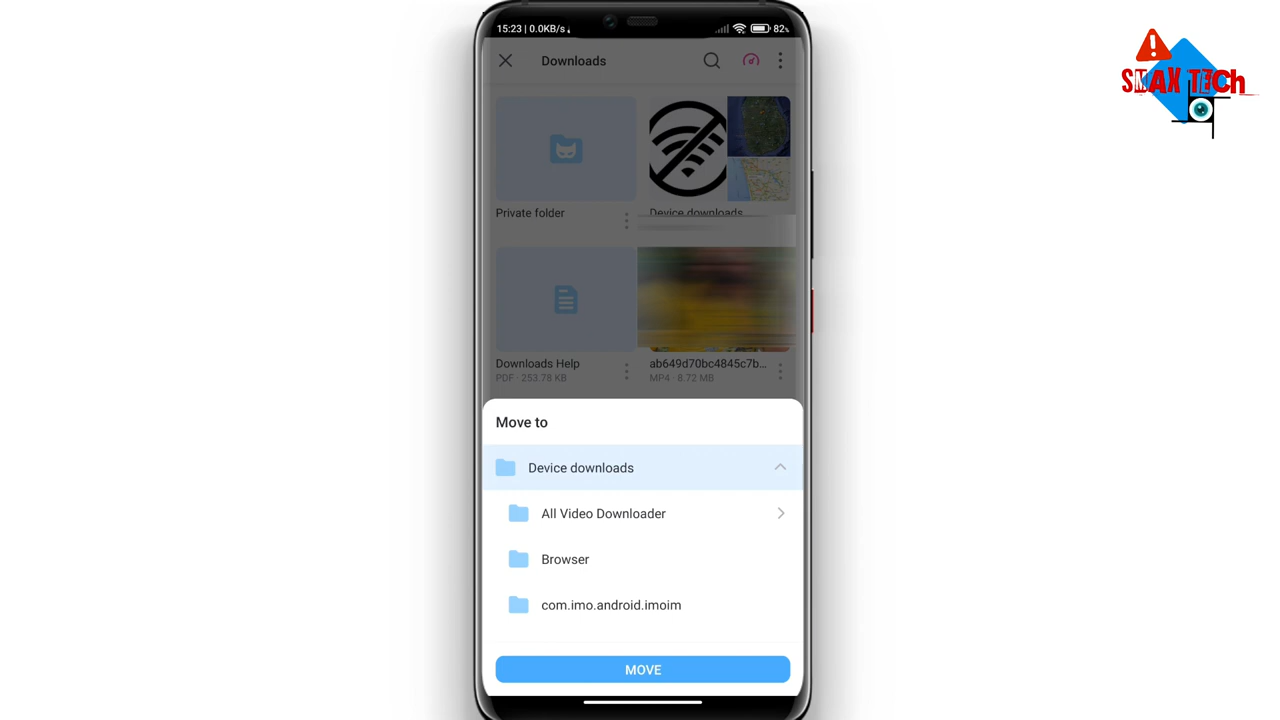 15:23 | 0.0KB/s
82%
SMAX TECh
Downloads
Private folder
Device downloads
Downloads Help
PDF · 253.78 KB
ab649d70bc4845c7b...
MP4 · 8.72 MB
Move to
Device downloads
All Video Downloader
Browser
com.imo.android.imoim
MOVE